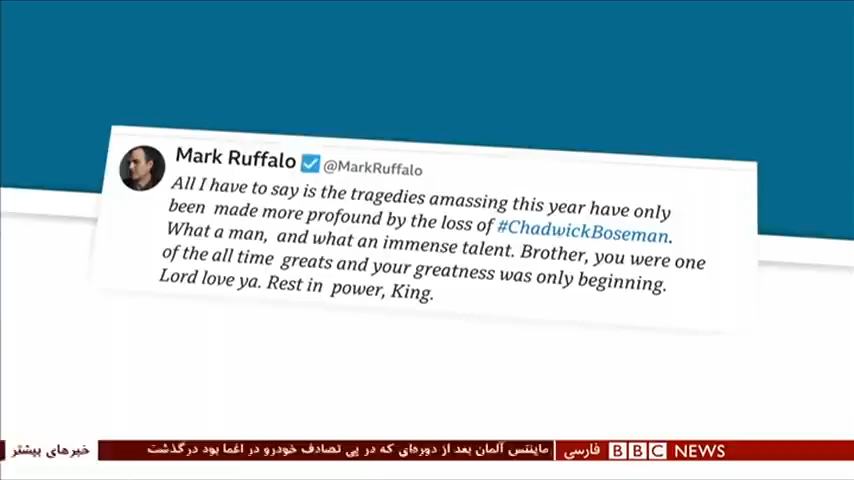 Mark Ruffalo @MarkRuffalo
All I have to say is the tragedies amassing this year have only
been made more profound by the loss of #ChadwickBoseman.
What a man, and what an immense talent. Brother, you were one
of the all time greats and your greatness was only beginning.
Lord love ya. Rest in power, King.
BBC NEWS فارسی
ماینتس آلمان بعد از دوره‌ای که در پی تصادف خودرو در اغما بود درگذشت
خبرهای بیشتر